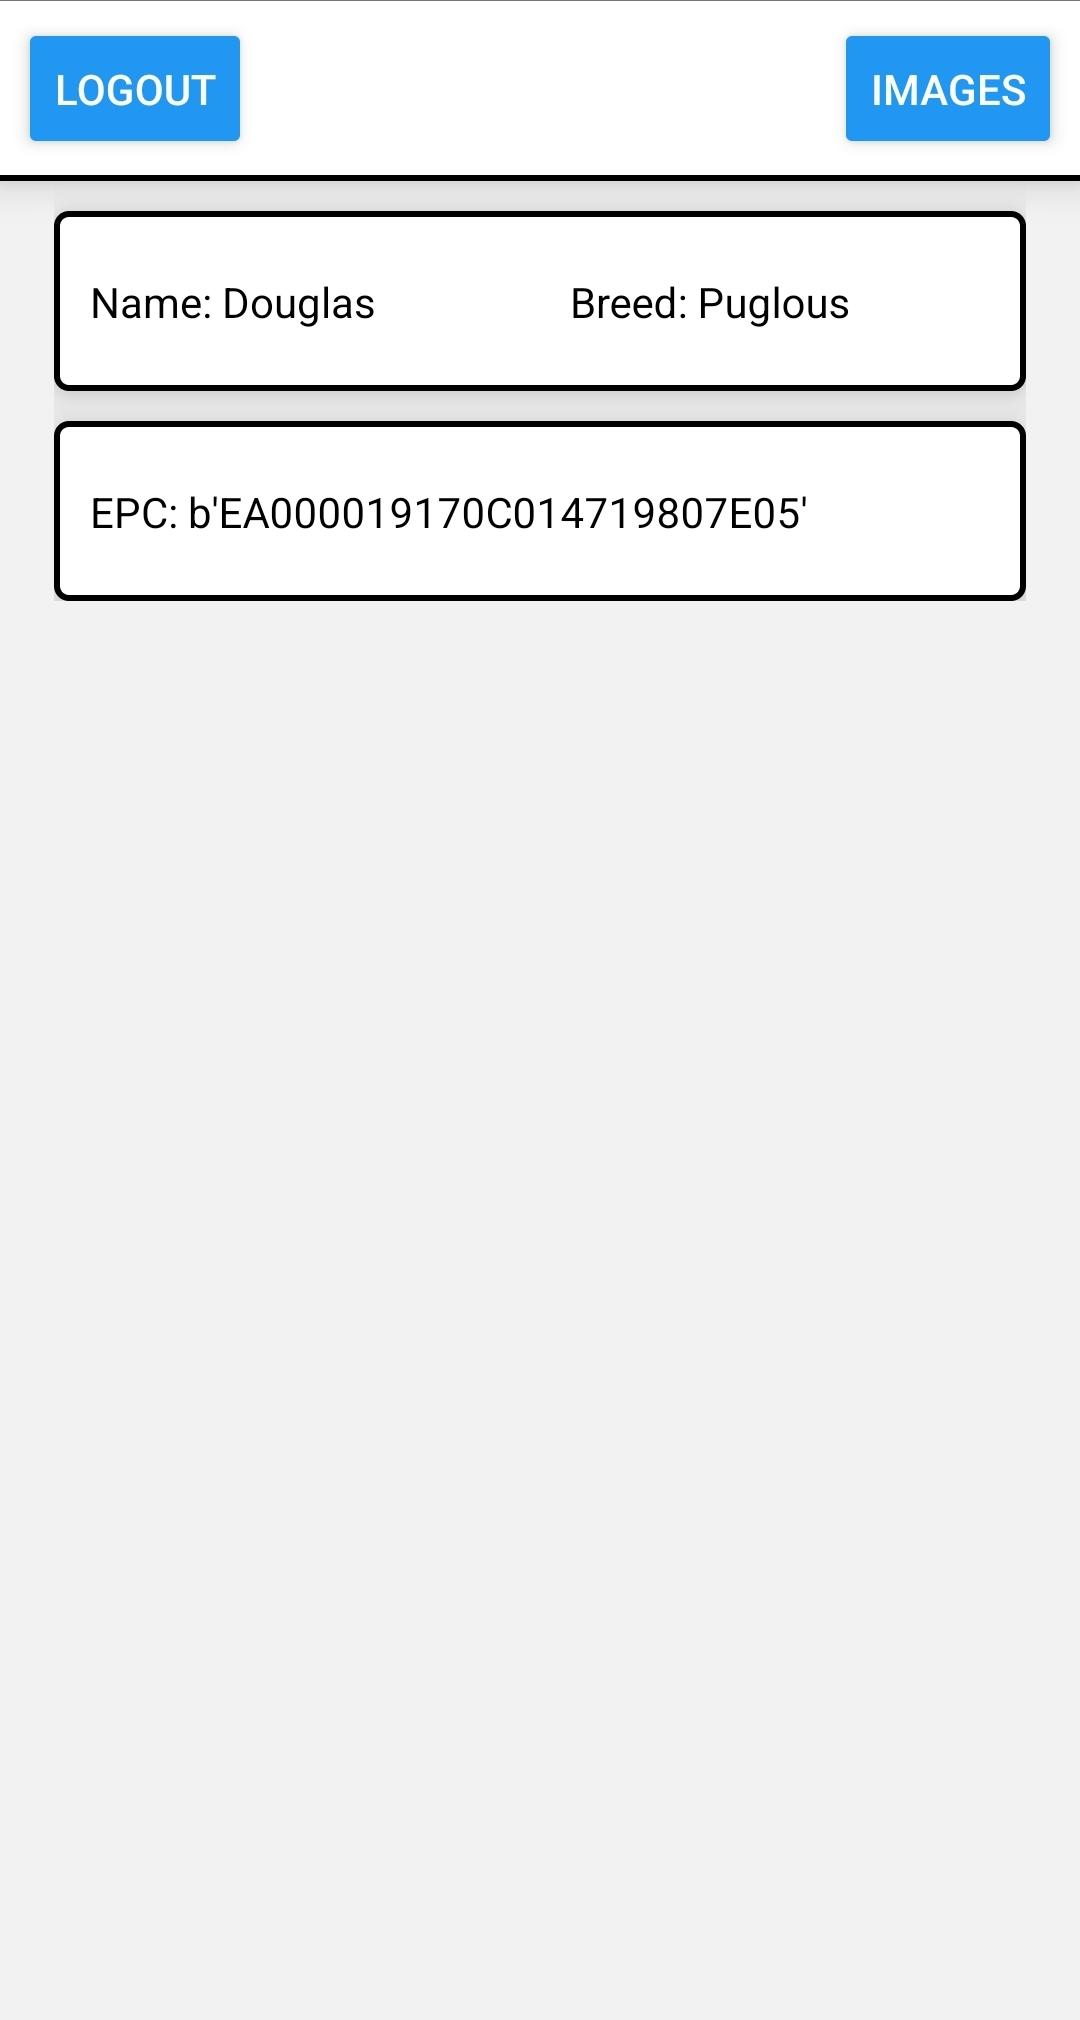 LOGOUT IMAGES
Name: Douglas Breed: Puglous
EPC: b'EA000019170C014719807E05'